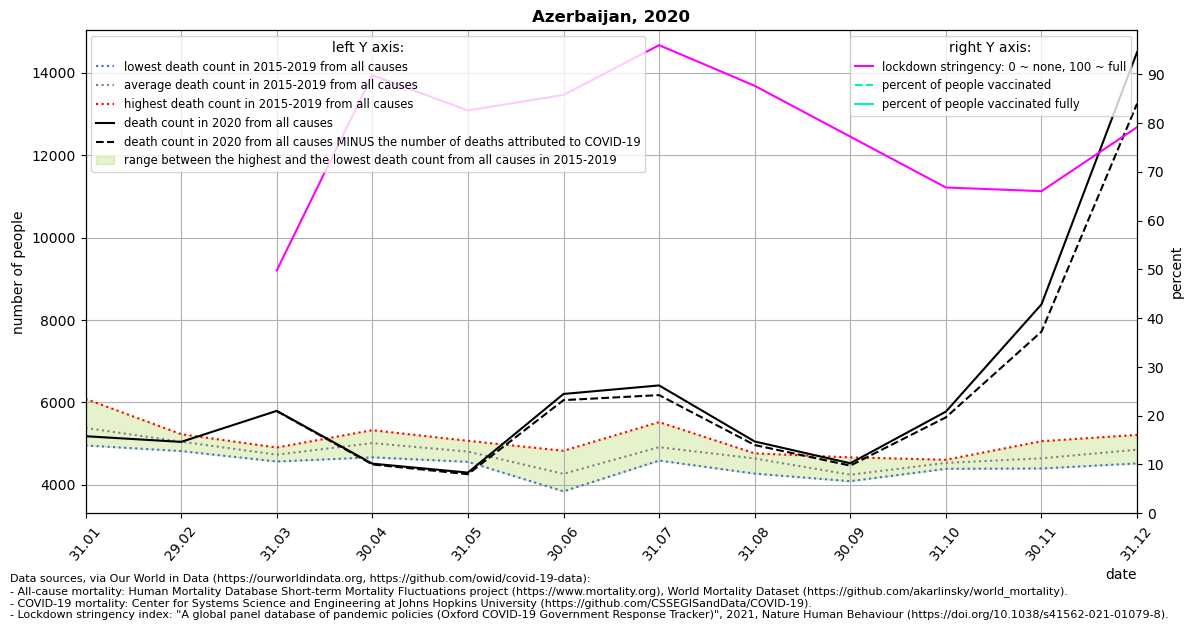 Azerbaijan, 2020
left Y axis:
lowest death count in 2015-2019 from all causes
average death count in 2015-2019 from all causes
highest death count in 2015-2019 from all causes
death count in 2020 from all causes
death count in 2020 from all causes MINUS the number of deaths attributed to COVID-19
range between the highest and the lowest death count from all causes in 2015-2019
right Y axis:
lockdown stringency: 0 ~ none, 100 ~ full
percent of people vaccinated
percent of people vaccinated fully
number of people
14000
12000
10000
8000
6000
4000
percent
90
80
70
60
50
40
30
20
10
0
31.01
29.02
31.03
30.04
31.05
30.06
31.07
31.08
30.09
31.10
30.11
31.12
date
Data sources, via Our World in Data (https://ourworldindata.org, https://github.com/owid/covid-19-data):
- All-cause mortality: Human Mortality Database Short-term Mortality Fluctuations project (https://www.mortality.org), World Mortality Dataset (https://github.com/akarlinsky/world_mortality).
- COVID-19 mortality: Center for Systems Science and Engineering at Johns Hopkins University (https://github.com/CSSEGISandData/COVID-19).
- Lockdown stringency index: "A global panel database of pandemic policies (Oxford COVID-19 Government Response Tracker)", 2021, Nature Human Behaviour (https://doi.org/10.1038/s41562-021-01079-8).